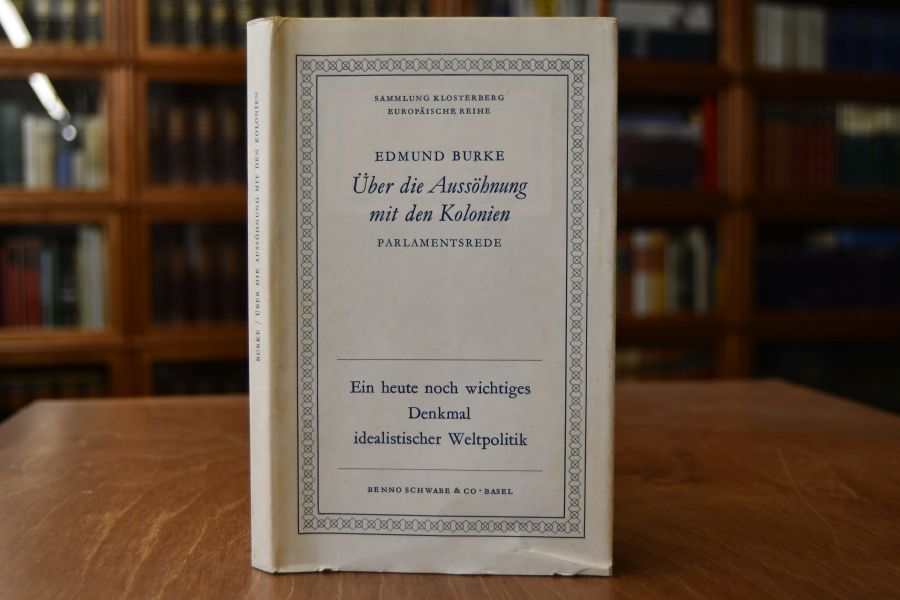 SAMMLUNG KLOSTERBERG
EUROPÄISCHE REIHE
EDMUND BURKE
Über die Aussöhnung
mit den Kolonien
PARLAMENTSREDE
Ein heute noch wichtiges
Denkmal
idealistischer Weltpolitik
BENNO SCHWABE & CO · BASEL
BURKE / ÜBER DIE AUSSÖHNUNG MIT DEN KOLONIEN